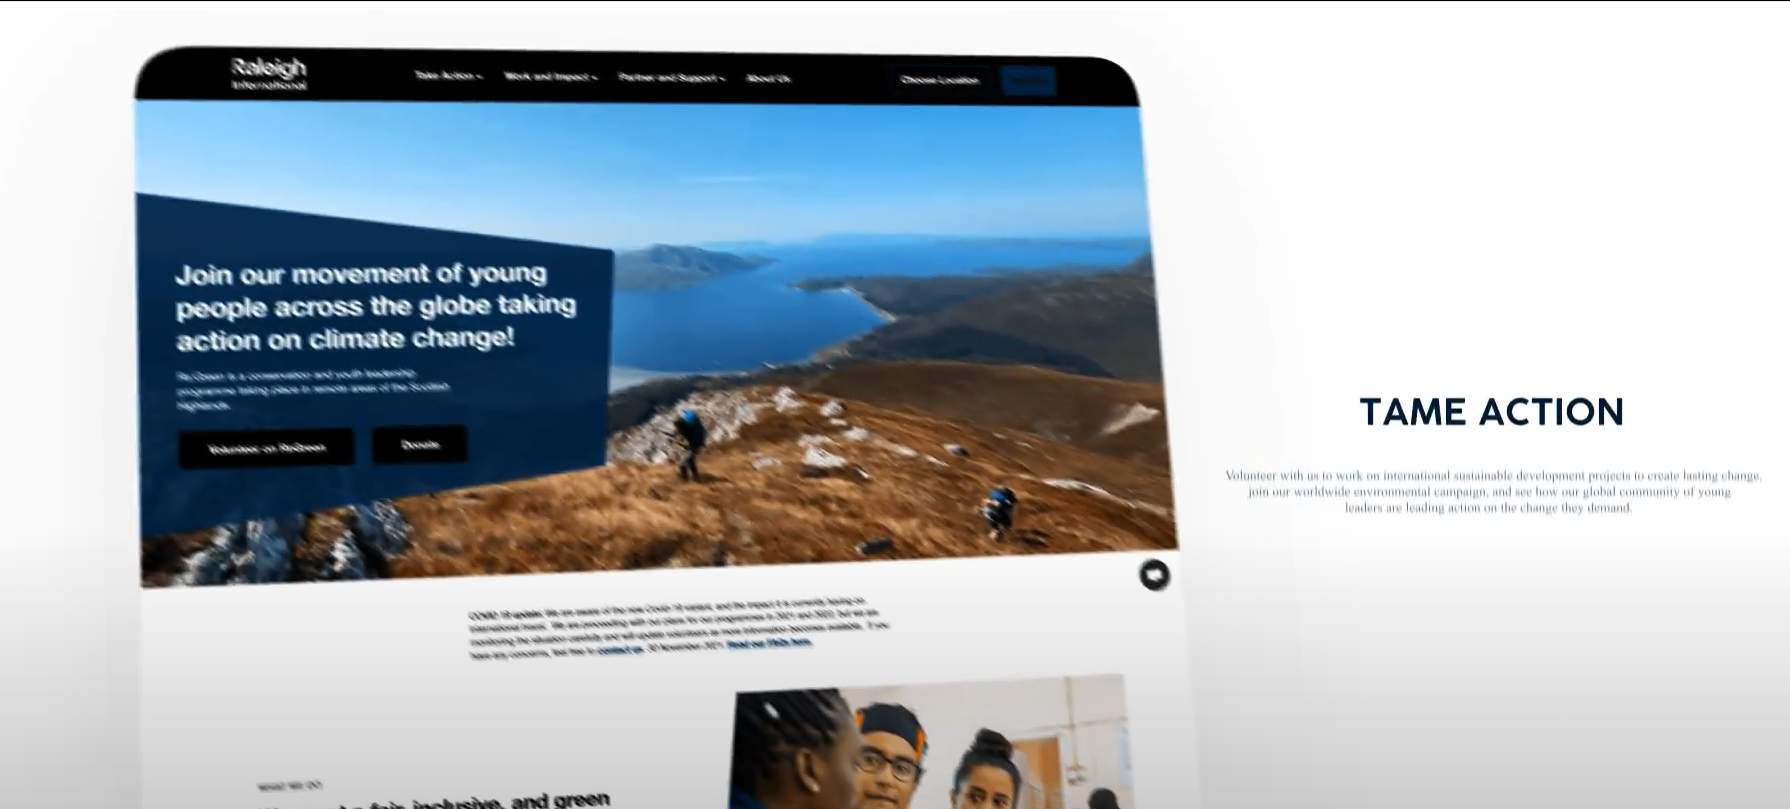 Raleigh
International
Take Action
Work and Impact
Partner and Support
About Us
Choose Location
Join our movement of young
people across the globe taking
action on climate change!
Re:Green is a conservation and youth leadership
programme taking place in remote areas of the Scottish
highlands.
Volunteer on Re:Green
Donate
TAME ACTION
Volunteer with us to work on international sustainable development projects to create lasting change,
join our worldwide environmental campaign, and see how our global community of young
leaders are leading action on the change they demand.
COVID 19 update: We are aware of the new Covid-19 variant, and the impact it is currently having on
international travel. We are proceeding with our plans for our programmes in 2021 and 2022, but we are
monitoring the situation carefully and will update volunteers as more information becomes available. If you
have any concerns, feel free to contact us. 30 November 2021. Read our FAQs here.
WHAT WE DO
fair, inclusive, and green